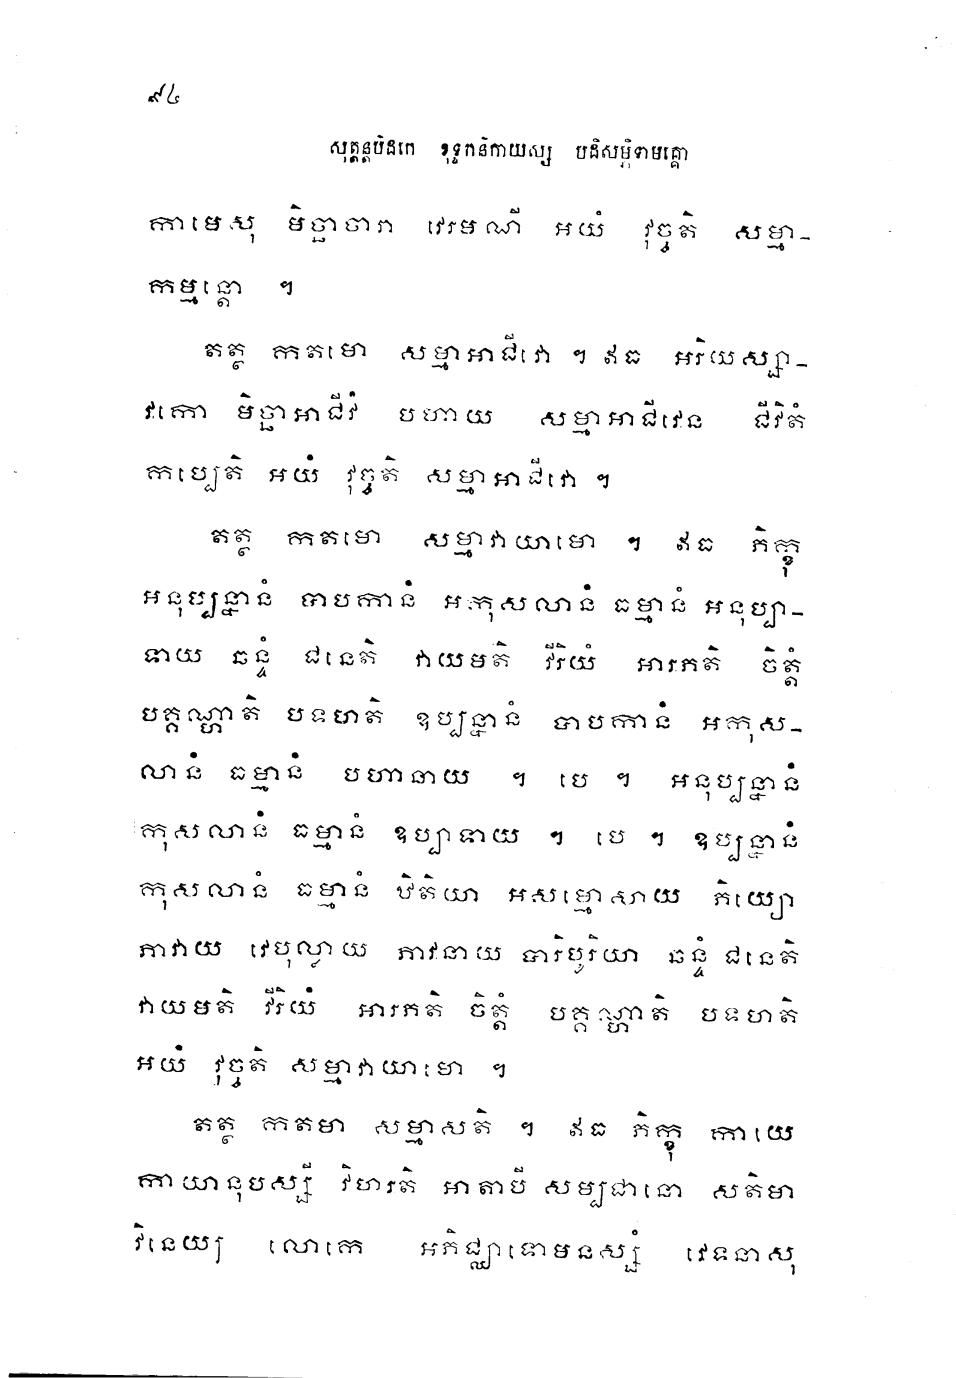 ៩៤
សុត្តន្តបិដកេ ខុទ្ទកនិកាយស្ស បដិសម្ភិទាមគ្គោ
កាមេសុ មិច្ឆាចារា វេរមណី អយំ វុច្ចតិ សម្មា-
កម្មន្តោ ។
តត្ថ កតមោ សម្មាអាជីវោ ។ ឥធ អរិយស្សា-
វកោ មិច្ឆាអាជីវំ បហាយ សម្មាអាជីវេន ជីវិតំ
កប្បេតិ អយំ វុច្ចតិ សម្មាអាជីវោ ។
តត្ថ កតមោ សម្មាវាយាមោ ។ ឥធ ភិក្ខុ
អនុប្បន្នានំ បាបកានំ អកុសលានំ ធម្មានំ អនុប្បា-
ទាយ ឆន្ទំ ជនេតិ វាយមតិ វីរិយំ អារភតិ ចិត្តំ
បគ្គណ្ហាតិ បទហតិ ឧប្បន្នានំ បាបកានំ អកុស-
លានំ ធម្មានំ បហានាយ ។ បេ ។ អនុប្បន្នានំ
កុសលានំ ធម្មានំ ឧប្បាទាយ ។ បេ ។ ឧប្បន្នានំ
កុសលានំ ធម្មានំ ឋិតិយា អសម្មោសាយ ភិយ្យោ
ភាវាយ វេបុល្លាយ ភាវនាយ បារិបូរិយា ឆន្ទំ ជនេតិ
វាយមតិ វីរិយំ អារភតិ ចិត្តំ បគ្គណ្ហាតិ បទហតិ
អយំ វុច្ចតិ សម្មាវាយាមោ ។
តត្ថ កតមា សម្មាសតិ ។ ឥធ ភិក្ខុ កាយេ
កាយានុបស្សី វិហរតិ អាតាបី សម្បជានោ សតិមា
វិនេយ្យ លោកេ អភិជ្ឈាទោមនស្សំ វេទនាសុ